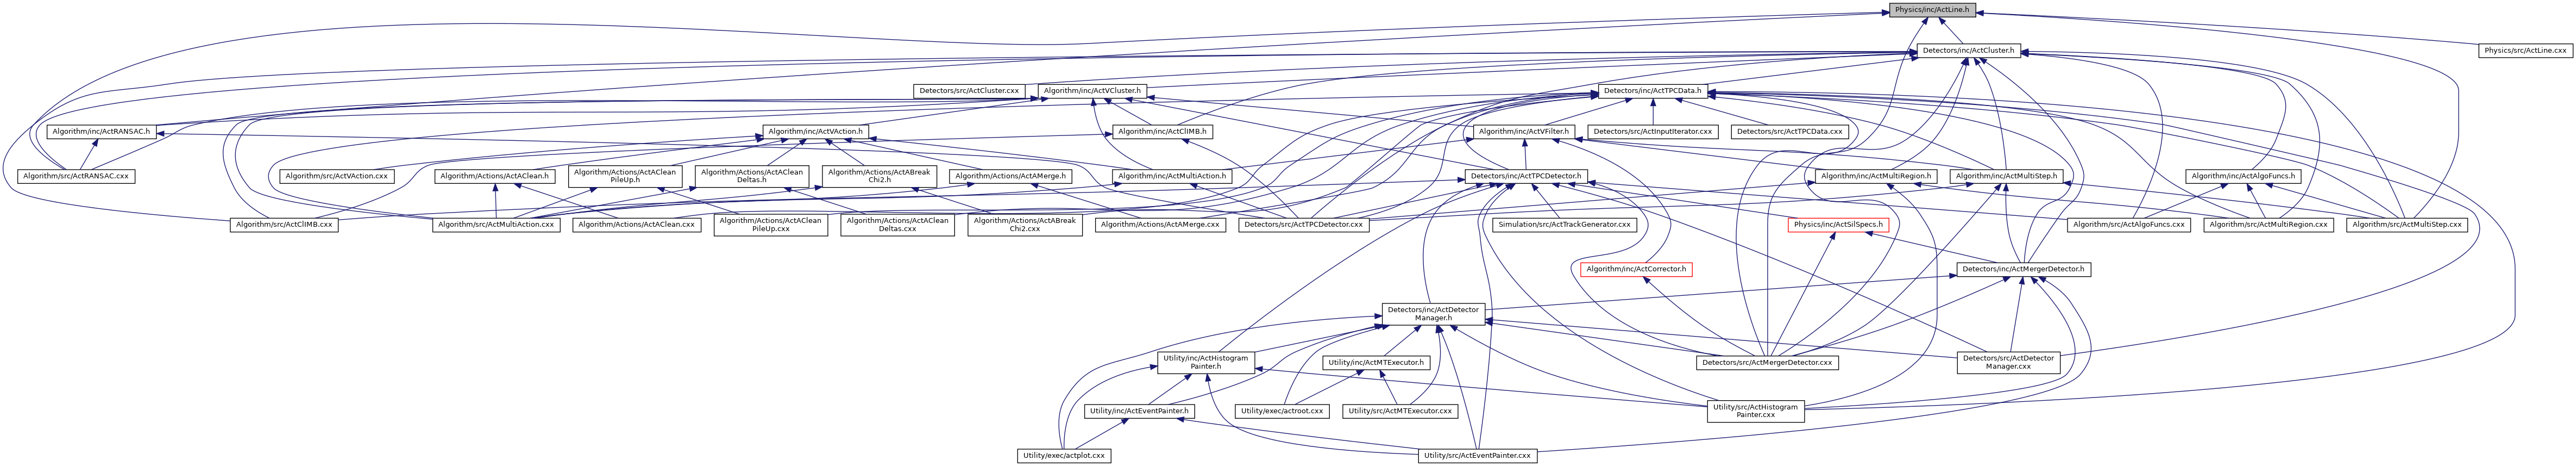 Physics/inc/ActLine.h
Detectors/inc/ActCluster.h
Physics/src/ActLine.cxx
Detectors/src/ActCluster.cxx
Algorithm/inc/ActVCluster.h
Detectors/inc/ActTPCData.h
Algorithm/inc/ActRANSAC.h
Algorithm/inc/ActVAction.h
Algorithm/inc/ActCliMB.h
Algorithm/inc/ActVFilter.h
Detectors/src/ActInputIterator.cxx
Detectors/src/ActTPCData.cxx
Algorithm/src/ActRANSAC.cxx
Algorithm/src/ActVAction.cxx
Algorithm/Actions/ActAClean.h
Algorithm/Actions/ActAClean
PileUp.h
Algorithm/Actions/ActAClean
Deltas.h
Algorithm/Actions/ActABreak
Chi2.h
Algorithm/Actions/ActAMerge.h
Algorithm/inc/ActMultiAction.h
Detectors/inc/ActTPCDetector.h
Algorithm/inc/ActMultiRegion.h
Algorithm/inc/ActMultiStep.h
Algorithm/inc/ActAlgoFuncs.h
Algorithm/src/ActCliMB.cxx
Algorithm/src/ActMultiAction.cxx
Algorithm/Actions/ActAClean.cxx
Algorithm/Actions/ActAClean
PileUp.cxx
Algorithm/Actions/ActAClean
Deltas.cxx
Algorithm/Actions/ActABreak
Chi2.cxx
Algorithm/Actions/ActAMerge.cxx
Detectors/src/ActTPCDetector.cxx
Simulation/src/ActTrackGenerator.cxx
Physics/inc/ActSilSpecs.h
Algorithm/src/ActAlgoFuncs.cxx
Algorithm/src/ActMultiRegion.cxx
Algorithm/src/ActMultiStep.cxx
Algorithm/inc/ActCorrector.h
Detectors/inc/ActMergerDetector.h
Detectors/inc/ActDetector
Manager.h
Utility/inc/ActHistogram
Painter.h
Utility/inc/ActMTExecutor.h
Detectors/src/ActMergerDetector.cxx
Detectors/src/ActDetector
Manager.cxx
Utility/inc/ActEventPainter.h
Utility/exec/actroot.cxx
Utility/src/ActMTExecutor.cxx
Utility/src/ActHistogram
Painter.cxx
Utility/exec/actplot.cxx
Utility/src/ActEventPainter.cxx